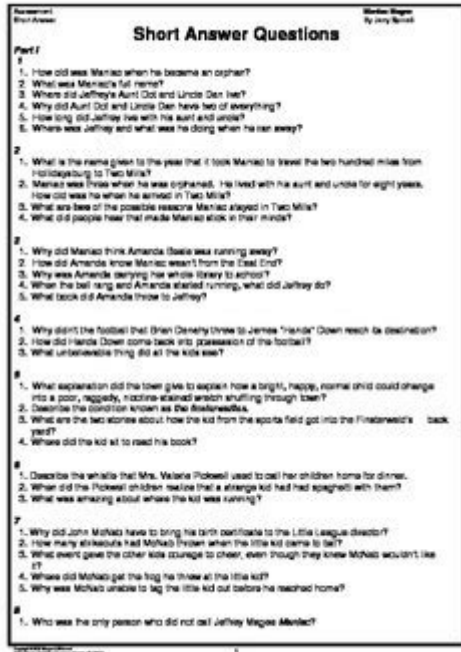 Assessment
Short Answer
Maniac Magee
By Jerry Spinelli
Short Answer Questions
Part I
1
1. How old was Maniac when he became an orphan?
2. What was Maniac's full name?
3. Where did Jeffrey's Aunt Dot and Uncle Dan live?
4. Why did Aunt Dot and Uncle Dan have two of everything?
5. How long did Jeffrey live with his aunt and uncle?
6. Where was Jeffrey and what was he doing when he ran away?
2
1. What is the name given to the year that it took Maniac to travel the two hundred miles from
Hollidaysburg to Two Mills?
2. Maniac was three when he was orphaned. He lived with his aunt and uncle for eight years.
How old was he when he arrived in Two Mills?
3. What are two of the possible reasons Maniac stayed in Two Mills?
4. What did people hear that made Maniac stick in their minds?
3
1. Why did Maniac think Amanda Beale was running away?
2. How did Amanda know Maniac wasn't from the East End?
3. Why was Amanda carrying her whole library to school?
4. When the bell rang and Amanda started running, what did Jeffrey do?
5. What book did Amanda throw to Jeffrey?
4
1. Why didn't the football that Brian Denehy threw to James "Hands" Down reach its destination?
2. How did Hands Down come back into possession of the football?
3. What unbelievable thing did all the kids see?
5
1. What explanation did the town give to explain how a bright, happy, normal child could change
into a poor, raggedy, nicotine-stained wretch shuffling through town?
2. Describe the condition known as the finsterwallies.
3. What are the two stories about how the kid from the sports field got into the Finsterwald's back
yard?
4. Where did the kid sit to read his book?
6
1. Describe the whistle that Mrs. Valerie Pickwell used to call her children home for dinner.
2. When did the Pickwell children realize that a strange kid had had spaghetti with them?
3. What was amazing about where the kid was running?
7
1. Why did John McNab have to bring his birth certificate to the Little League director?
2. How many strikeouts had McNab thrown when the little kid came to bat?
3. What event gave the other kids courage to cheer, even though they knew McNab wouldn't like
it?
4. Where did McNab get the frog he threw at the little kid?
5. Why was McNab unable to tag the little kid out before he reached home?
8
1. Who was the only person who did not call Jeffrey Magee Maniac?